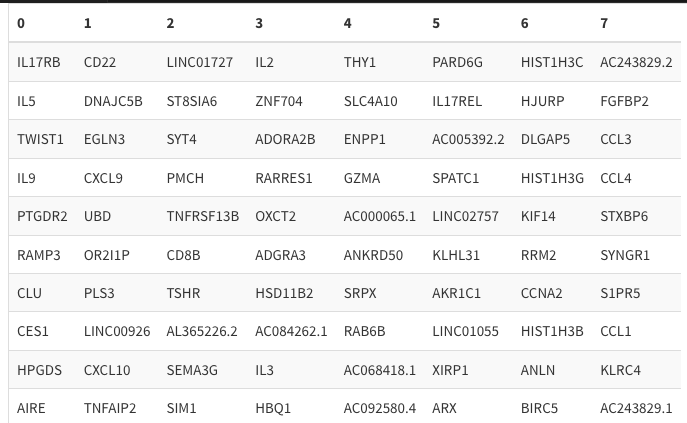 0 1 2 3 4 5 6 7
IL17RB CD22 LINC01727 IL2 THY1 PARD6G HIST1H3C AC243829.2
IL5 DNAJC5B ST8SIA6 ZNF704 SLC4A10 IL17REL HJURP FGFBP2
TWIST1 EGLN3 SYT4 ADORA2B ENPP1 AC005392.2 DLGAP5 CCL3
IL9 CXCL9 PMCH RARRES1 GZMA SPATC1 HIST1H3G CCL4
PTGDR2 UBD TNFRSF13B OXCT2 AC000065.1 LINC02757 KIF14 STXBP6
RAMP3 OR2I1P CD8B ADGRA3 ANKRD50 KLHL31 RRM2 SYNGR1
CLU PLS3 TSHR HSD11B2 SRPX AKR1C1 CCNA2 S1PR5
CES1 LINC00926 AL365226.2 AC084262.1 RAB6B LINC01055 HIST1H3B CCL1
HPGDS CXCL10 SEMA3G IL3 AC068418.1 XIRP1 ANLN KLRC4
AIRE TNFAIP2 SIM1 HBQ1 AC092580.4 ARX BIRC5 AC243829.1